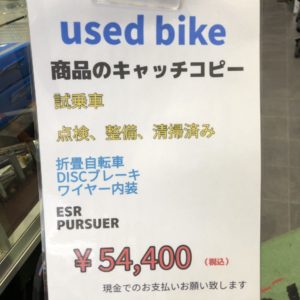 used bike
商品のキャッチコピー
試乗車
点検、整備、清掃済み
折畳自転車
DISCブレーキ
ワイヤー内装
ESR
PURSUER
￥54,400（税込）
現金でのお支払いお願い致します